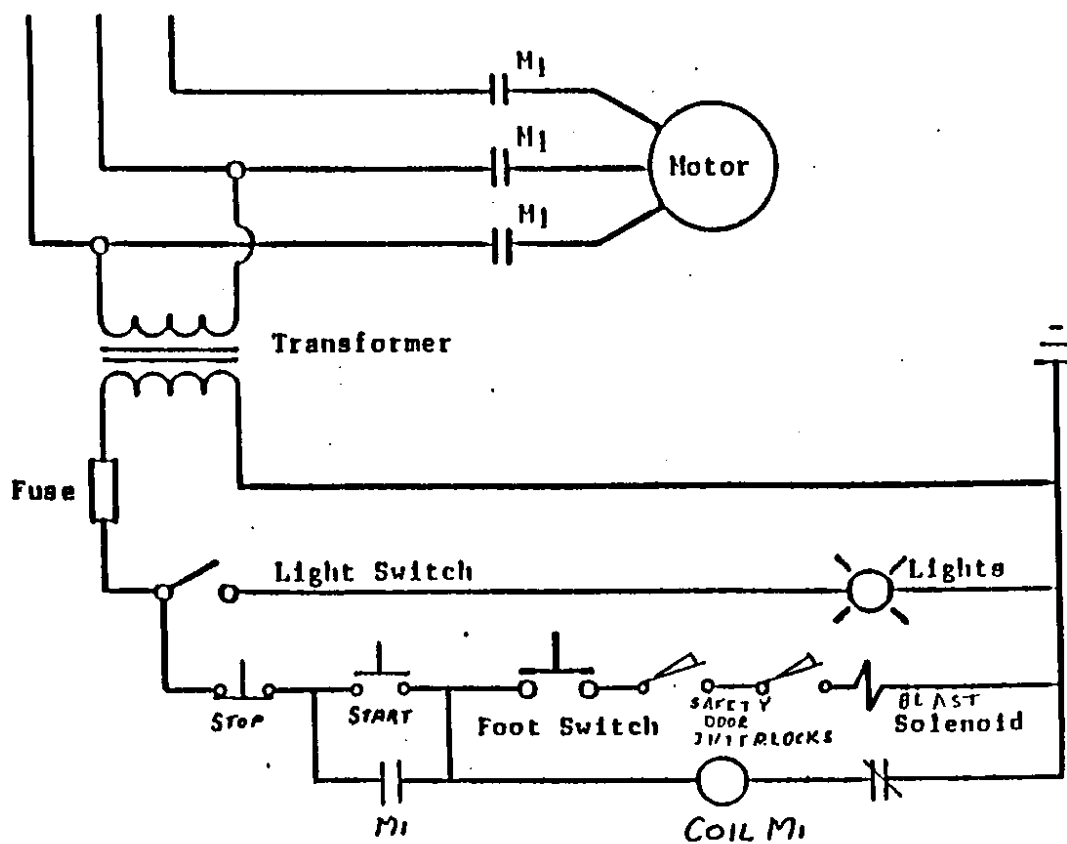 M1
M1
Motor
M1
Transformer
Fuse
Light Switch
Lights
STOP
START
Foot Switch
SAFETY
DOOR
INTERLOCKS
BLAST
Solenoid
M1
COIL M1